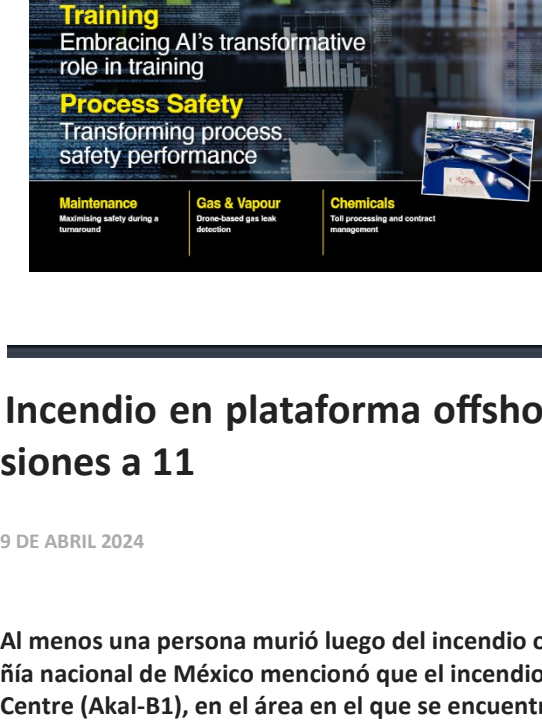 Training
Embracing AI's transformative
role in training
Process Safety
Transforming process
safety performance
Maintenance
Maximising safety during a
turnaround
Gas & Vapour
Drone-based gas leak
detection
Chemicals
Toll processing and contract
management
Incendio en plataforma offsho
siones a 11
9 DE ABRIL 2024
Al menos una persona murió luego del incendio o
ñía nacional de México mencionó que el incendio
Centre (Akal-B1), en el área en el que se encuentr